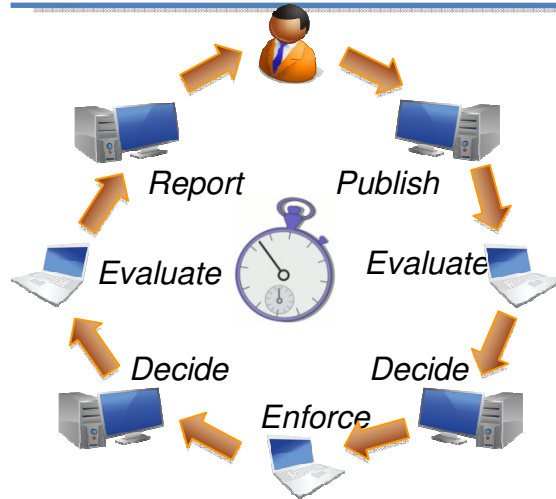 Report
Publish
Evaluate
Evaluate
Decide
Decide
Enforce